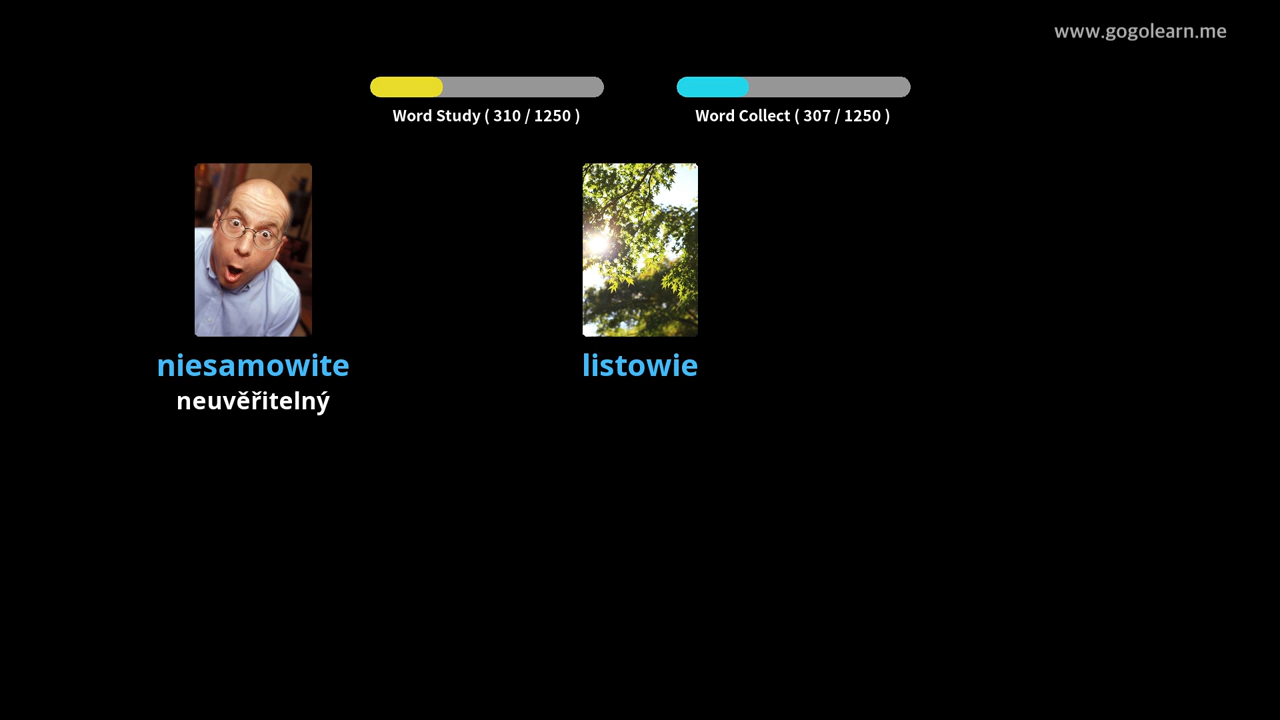 www.gogolearn.me
Word Study ( 310 / 1250 )
Word Collect ( 307 / 1250 )
niesamowite
neuvěřitelný
listowie